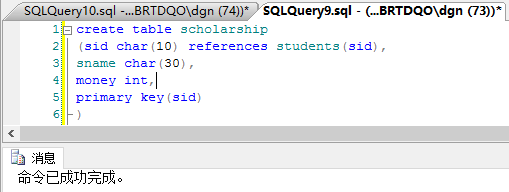 SQLQuery10.sql -...BRTDQO\dgn (74))* SQLQuery9.sql - (...BRTDQO\dgn (73))*
1 create table scholarship
2 (sid char(10) references students(sid),
3 sname char(30),
4 money int,
5 primary key(sid)
6 )
消息
命令已成功完成。